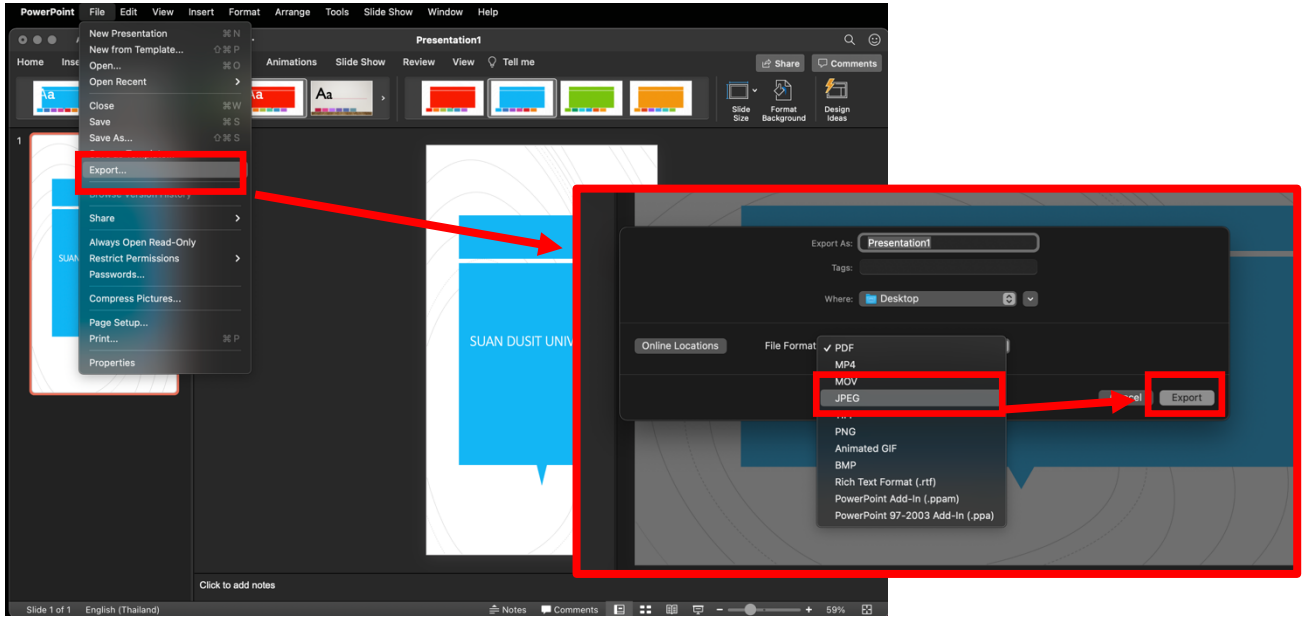 PowerPoint File Edit View Insert Format Arrange Tools Slide Show Window Help
Presentation1
Home Inse Animations Slide Show Review View Tell me Share Comments
New Presentation ⌘ N
New from Template... ⇧ ⌘ P
Open... ⌘ O
Open Recent >
Close ⌘ W
Save ⌘ S
Save As... ⇧ ⌘ S
Export...
Browse Version History
Share >
Always Open Read-Only
Restrict Permissions >
Passwords...
Compress Pictures...
Page Setup...
Print... ⌘ P
Properties
Aa
Aa
Aa
Slide Size
Format Background
Design Ideas
1
SUAN
SUAN DUSIT UNIV
Export As: Presentation1
Tags:
Where: Desktop
Online Locations File Format
✓ PDF
MP4
MOV
JPEG
PNG
Animated GIF
BMP
Rich Text Format (.rtf)
PowerPoint Add-In (.ppam)
PowerPoint 97-2003 Add-In (.ppa)
Export
Click to add notes
Slide 1 of 1 English (Thailand) Notes Comments - + 59%